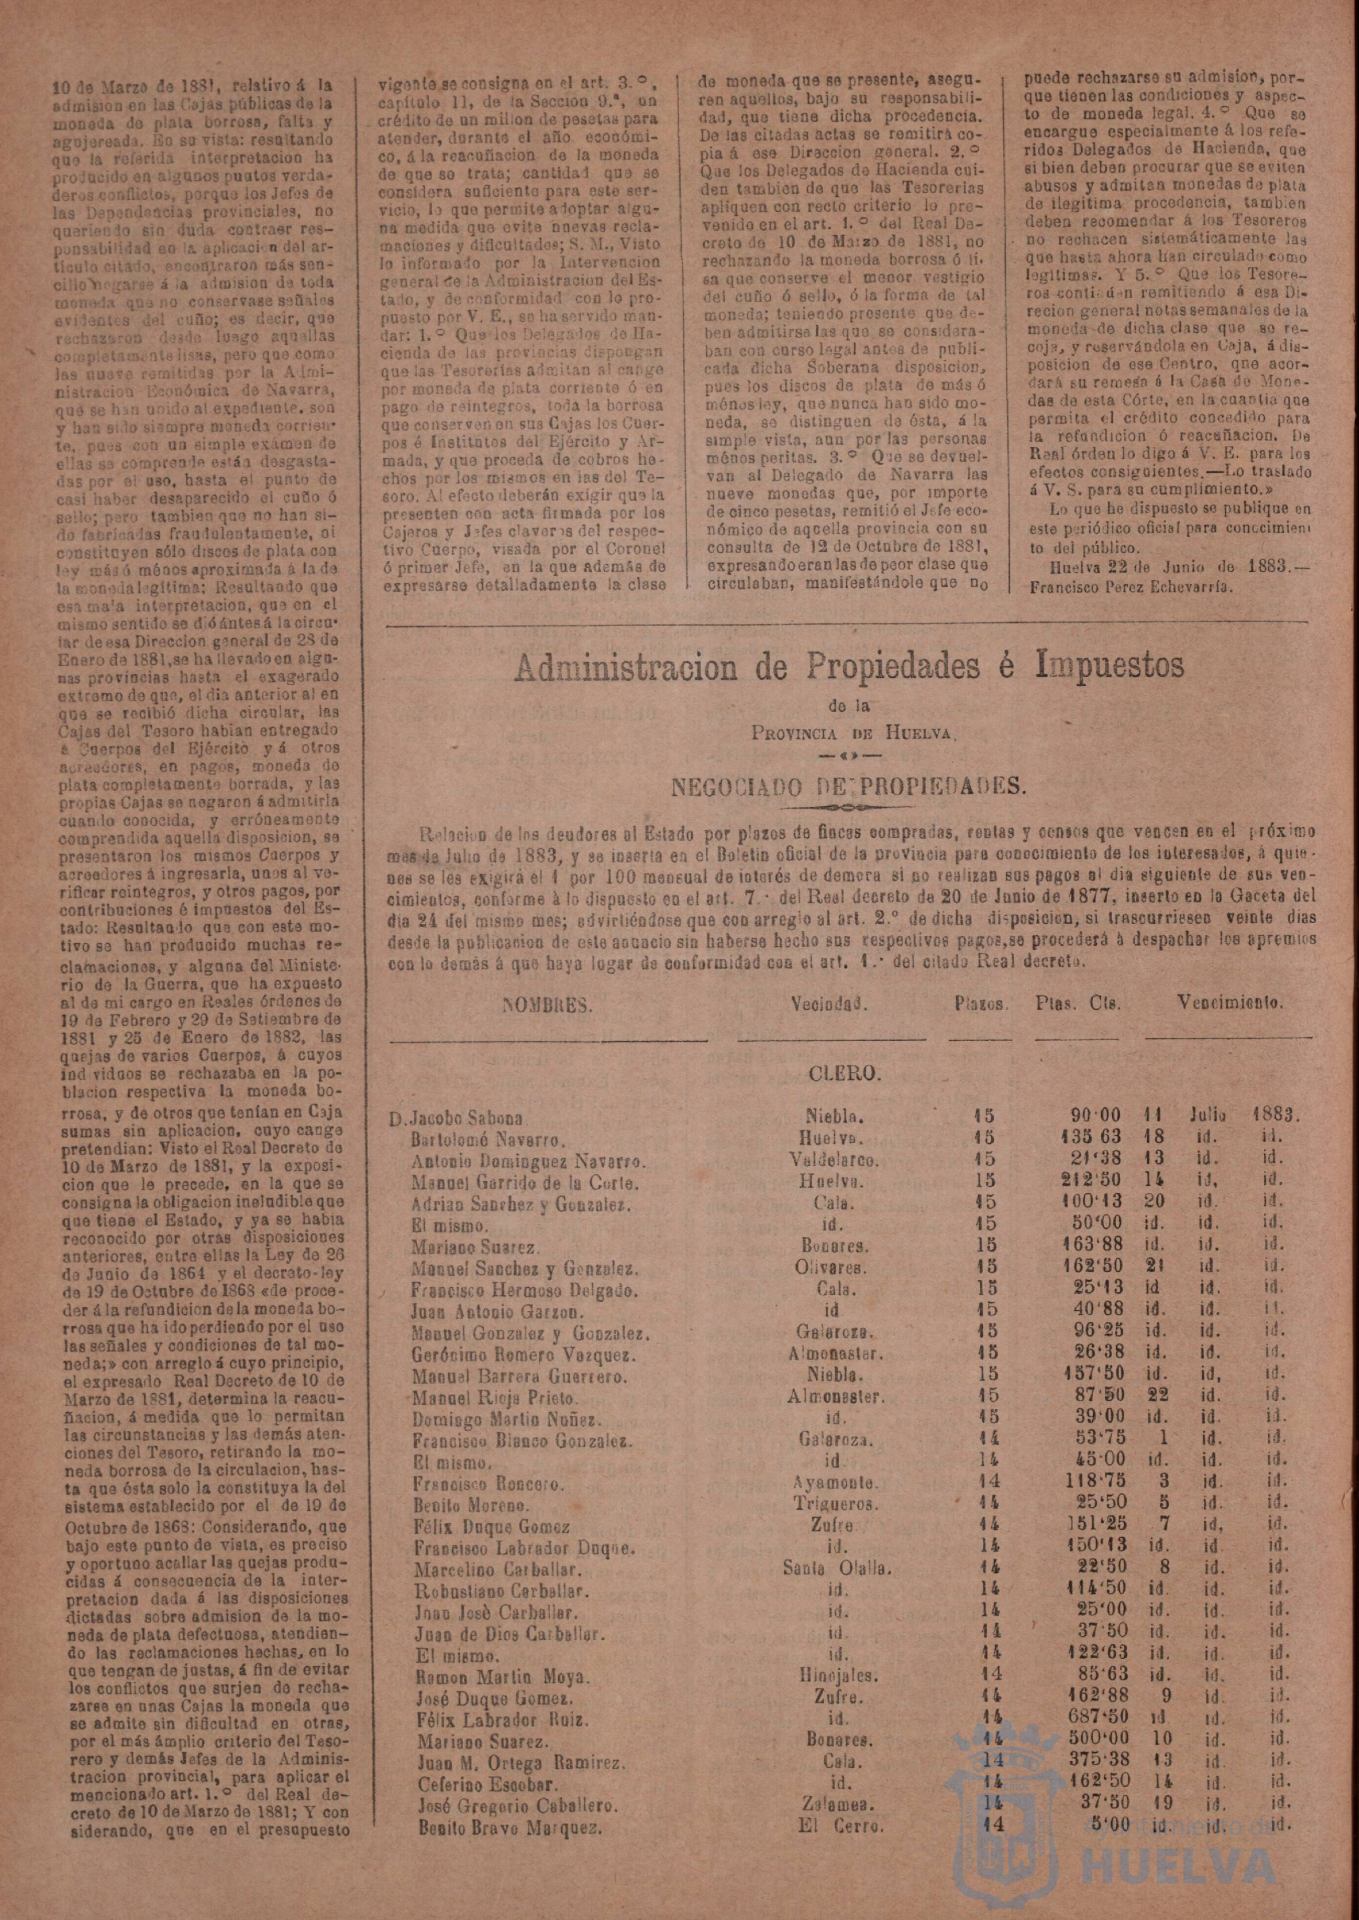 10 de Marzo de 1881, relativo á la
admision en las Cajas públicas de la
moneda de plata borrosa, falta y
agujereada. En su vista: resultando
que la referida interpretacion ha
producido en algunos puntos verda-
deros conflictos, porque los Jefes de
las Dependencias provinciales, no
queriendo sin duda contraer res-
ponsabilidad en la aplicacion del ar-
tículo citado, encontraron más sen-
cillo negarse á la admision de toda
moneda que no conservase señales
evidentes del cuño; es decir, que
rechazaron desde luego aquellas
completamente lisas, pero que como
las nueve remitidas por la Admi-
nistracion Económica de Navarra,
que se han unido al expediente, son
y han sido siempre moneda corrien-
te, pues con un simple exámen de
ellas se comprende están desgasta-
das por el uso, hasta el punto de
casi haber desaparecido el cuño ó
sello; pero tambien que no han si-
do fabricadas fraudulentamente, ni
constituyen sólo discos de plata con
ley más ó ménos aproximada á la de
la moneda legítima: Resultando que
esa mala interpretacion, que en el
mismo sentido se dió ántes á la circu-
lar de esa Direccion general de 28 de
Enero de 1881, se ha llevado en algu-
nas provincias hasta el exagerado
extremo de que, el dia anterior al en
que se recibió dicha circular, las
Cajas del Tesoro habian entregado
á Cuerpos del Ejército y á otros
acreedores, en pagos, moneda de
plata completamente borrada, y las
propias Cajas se negaron á admitirla
cuando conocida, y erróneamente
comprendida aquella disposicion, se
presentaron los mismos Cuerpos y
acreedores á ingresarla, unos al ve-
rificar reintegros, y otros pagos, por
contribuciones é impuestos del Es-
tado: Resultando que con este mo-
tivo se han producido muchas re-
clamaciones, y alguna del Ministe-
rio de la Guerra, que ha expuesto
al de mi cargo en Reales órdenes de
19 de Febrero y 29 de Setiembre de
1881 y 25 de Enero de 1882, las
quejas de varios Cuerpos, á cuyos
individuos se rechazaba en la po-
blacion respectiva la moneda bo-
rrosa, y de otros que tenían en Caja
sumas sin aplicacion, cuyo cange
pretendian: Visto el Real Decreto de
10 de Marzo de 1881, y la exposi-
cion que le precede, en la que se
consigna la obligacion ineludible que
que tiene el Estado, y ya se habia
reconocido por otras disposiciones
anteriores, entre ellas la Ley de 26
de Junio de 1864 y el decreto-ley
de 19 de Octubre de 1868 «de proce-
der á la refundicion de la moneda bo-
rrosa que ha ido perdiendo por el uso
las señales y condiciones de tal mo-
neda;» con arreglo á cuyo principio,
el expresado Real Decreto de 10 de
Marzo de 1881, determina la reacu-
ñacion, á medida que lo permitan
las circunstancias y las demás aten-
ciones del Tesoro, retirando la mo-
neda borrosa de la circulacion, has-
ta que ésta solo la constituya la del
sistema establecido por el de 19 de
Octubre de 1868: Considerando, que
bajo este punto de vista, es preciso
y oportuno acallar las quejas produ-
cidas á consecuencia de la inter-
pretacion dada á las disposiciones
dictadas sobre admision de la mo-
neda de plata defectuosa, atendien-
do las reclamaciones hechas, en lo
que tengan de justas, á fin de evitar
los conflictos que surjen de recha-
zarse en unas Cajas la moneda que
se admite sin dificultad en otras,
por el más ámplio criterio del Teso-
rero y demás Jefes de la Adminis-
tracion provincial, para aplicar el
mencionado art. 1.º del Real de-
creto de 10 de Marzo de 1881; Y con
siderando, que en el presupuesto
vigente se consigna en el art. 3.º,
capítulo 11, de la Seccion 9.ª, un
crédito de un millon de pesetas para
atender, durante el año económi-
co, á la reacuñacion de la moneda
de que se trata; cantidad que se
considera suficiente para este ser-
vicio, lo que permite adoptar algu-
na medida que evite nuevas recla-
maciones y dificultades; S. M., Visto
lo informado por la Intervencion
general de la Administracion del Es-
tado, y de conformidad con lo pro-
puesto por V. E., se ha servido man-
dar: 1.º Que los Delegados de Ha-
cienda de las provincias dispongan
que las Tesorerías admitan al cange
por moneda de plata corriente ó en
pago de reintegros, toda la borrosa
que conserven en sus Cajas los Cuer-
pos é Institutos del Ejército y Ar-
mada, y que proceda de cobros he-
chos por los mismos en las del Te-
soro. Al efecto deberán exigir que la
presenten con acta firmada por los
Cajeros y Jefes claveros del respec-
tivo Cuerpo, visada por el Coronel
ó primer Jefe, en la que además de
expresarse detalladamente la clase
de moneda que se presente, asegu-
ren aquellos, bajo su responsabili-
dad, que tiene dicha procedencia.
De las citadas actas se remitirá co-
pia á esa Direccion general. 2.º
Que los Delegados de Hacienda cui-
den tambien de que las Tesorerías
apliquen con recto criterio lo pre-
venido en el art. 1.º del Real De-
creto de 10 de Marzo de 1881, no
rechazando la moneda borrosa ó li-
sa que conserve el menor vestigio
del cuño ó sello, ó la forma de tal
moneda; teniendo presente que de-
ben admitirse las que se considera-
ban con curso legal antes de publi-
cada dicha Soberana disposicion,
pues los discos de plata de más ó
ménos ley, que nunca han sido mo-
neda, se distinguen de ésta, á la
simple vista, aun por las personas
ménos peritas. 3.º Que se devuel-
van al Delegado de Navarra las
nueve monedas que, por importe
de cinco pesetas, remitió el Jefe eco-
nómico de aqcella provincia con su
consulta de 12 de Octubre de 1881,
expresando eran las de peor clase que
circulaban, manifestándole que no
puede rechazarse su admision, por-
que tienen las condiciones y aspec-
to de moneda legal. 4.º Que se
encargue especialmente á los refe-
ridos Delegados de Hacienda, que
si bien deben procurar que se eviten
abusos y admitan monedas de plata
de ilegitima procedencia, tambien
deben recomendar á los Tesoreros
no rechacen sistemáticamente las
que hasta ahora han circulado como
legítimas. Y 5.º Que los Tesore-
ros contiúan remitiendo á esa Di-
reccion general notas semanales de la
moneda de dicha clase que se re-
coja, y reservándola en Caja, á dis-
posicion de ese Centro, que acor-
dará su remesa á la Casa de Mone-
das de esta Córte, en la cuantía que
permita el crédito concedido para
la refundicion ó reacuñacion. De
Real órden lo digo á V. E. para los
efectos consiguientes.—Lo traslado
á V. S. para su cumplimiento.»
Lo que he dispuesto se publique en
este periódico oficial para conocimien
to del público.
Huelva 22 de Junio de 1883.—
Francisco Perez Echevarría.
Administracion de Propiedades é Impuestos
de la
PROVINCIA DE HUELVA.
NEGOCIADO DE PROPIEDADES.
Relacion de los deudores al Estado por plazos de fincas compradas, rentas y censos que vencen en el próximo
mes de Julio de 1883, y se inserta en el Boletin oficial de la provincia para conocimiento de los interesados, á quie-
nes se les exigirá el 1 por 100 mensual de interés de demora si no realizan sus pagos al dia siguiente de sus ven-
cimientos, conforme á lo dispuesto en el art. 7.º del Real decreto de 20 de Junio de 1877, inserto en la Gaceta del
dia 24 del mismo mes; advirtiéndose que con arreglo al art. 2.º de dicha disposicion, si trascurriesen veinte dias
desde la publicacion de este anuncio sin haberse hecho sus respectivos pagos, se procederá á despachar los apremios
con lo demás á que haya lugar de conformidad con el art. 4.º del citado Real decreto.
NOMBRES. Vecindad. Plazos. Ptas. Cts. Vencimiento.
CLERO.
D. Jacobo Sabona Niebla. 15 90·00 11 Julio 1883.
Bartolomé Navarro. Huelva. 15 135 63 18 id. id.
Antonio Dominguez Navarro. Valdelarco. 15 21'38 13 id. id.
Manuel Garrido de la Corte. Huelva. 15 212'50 14 id, id.
Adrian Sanchez y Gonzalez. Cala. 15 100'13 20 id. id.
El mismo. id. 15 50'00 id. id. id.
Mariano Suarez. Bonares. 15 163'88 id. id. id.
Manuel Sanchez y Gonzalez. Olivares. 15 162'50 21 id. id.
Francisco Hermoso Delgado. Cala. 15 25'13 id id. id.
Juan Antonio Garzon. id 15 40'88 id. id. id.
Manuel Gonzalez y Gonzalez. Galaroza. 15 96'25 id. id. id.
Gerónimo Romero Vazquez. Almonaster. 15 26'38 id. id. id.
Manuel Barrera Guerrero. Niebla. 15 157'50 id. id, id.
Manuel Rioja Prieto. Almonaster. 15 87'50 22 id. id.
Domingo Martin Nuñez. id. 15 39'00 id. id. id.
Francisco Blanco Gonzalez. Galaroza. 14 53'75 1 id. id.
El mismo. id. 14 45'00 id. id. id.
Francisco Roncero. Ayamonte. 14 118'75 3 id. id.
Benito Moreno. Trigueros. 14 25'50 5 id. id.
Félix Duque Gomez Zufre 14 151'25 7 id, id.
Francisco Labrador Duque. id. 14 150'13 id. id. id.
Marcelino Carballar. Santa Olalla. 14 22'50 8 id. id.
Robustiano Carballar. id. 14 114'50 id. id. id.
Juan José Carballar. id. 14 25'00 id. id. id.
Juan de Dios Carballar. id. 14 37'50 id. id. id.
El mismo. id. 14 122'63 id. id. id.
Ramon Martin Moya. Hinojales. 14 85'63 id. id. id.
José Duque Gomez. Zufre. 14 162'88 9 id. id.
Félix Labrador Ruiz. id. 14 687'50 id id. id.
Mariano Suarez. Bonares. 14 500'00 10 id. id.
Juan M. Ortega Ramirez. Cala. 14 375'38 13 id. id.
Ceferino Escobar. id. 14 162'50 14 id. id.
José Gregorio Caballero. Zalamea. 14 37'50 19 id. id.
Benito Bravo Marquez. El Cerro. 14 5'00 id. id. id.
Ayuntamiento de
HUELVA